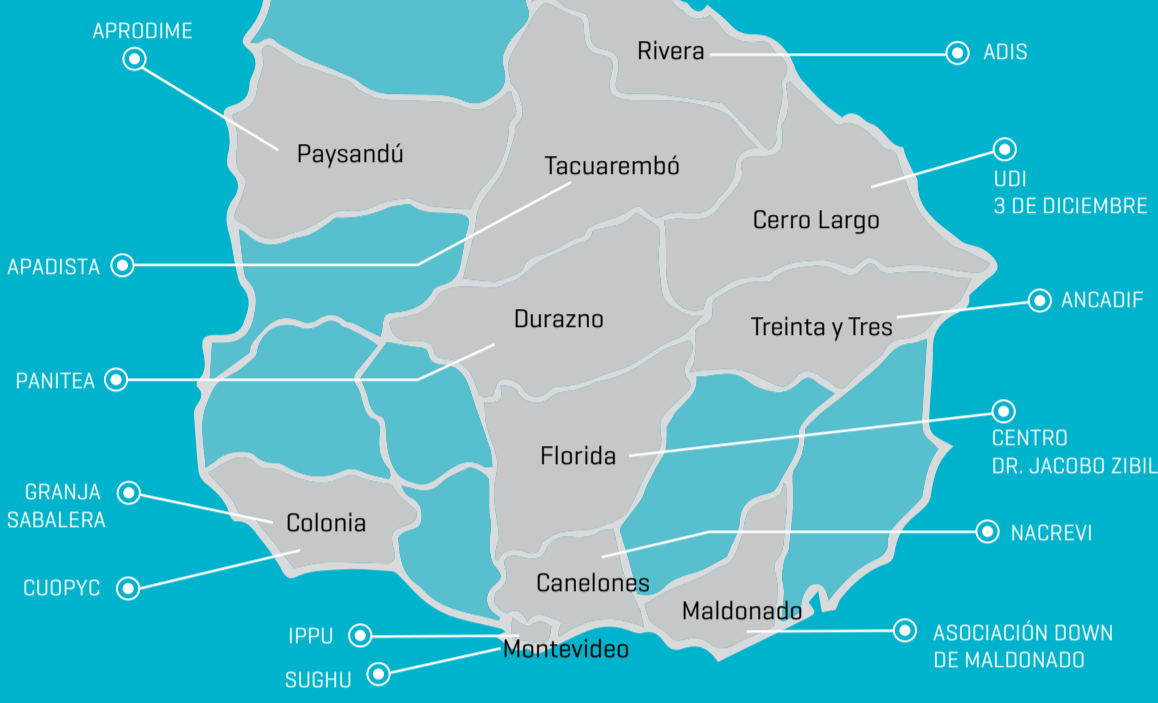 APRODIME
Rivera
ADIS
Paysandú
Tacuarembó
UDI
3 DE DICIEMBRE
Cerro Largo
APADISTA
ANCADIF
Durazno
Treinta y Tres
PANITEA
CENTRO
DR. JACOBO ZIBIL
Florida
GRANJA
SABALERA
Colonia
NACREVI
CUOPYC
Canelones
Maldonado
IPPU
Montevideo
ASOCIACIÓN DOWN
DE MALDONADO
SUGHU